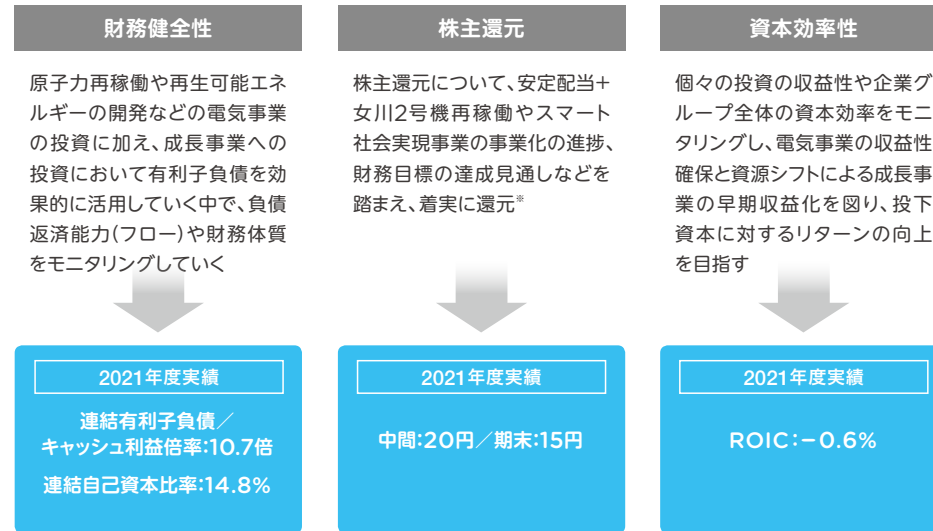 財務健全性
原子力再稼働や再生可能エネ
ルギーの開発などの電気事業
の投資に加え、成長事業への
投資において有利子負債を効
果的に活用していく中で、負債
返済能力(フロー)や財務体質
をモニタリングしていく
2021年度実績
連結有利子負債／
キャッシュ利益倍率:10.7倍
連結自己資本比率:14.8%
株主還元
株主還元について、安定配当＋
女川2号機再稼働やスマート
社会実現事業の事業化の進捗、
財務目標の達成見通しなどを
踏まえ、着実に還元※
2021年度実績
中間:20円／期末:15円
資本効率性
個々の投資の収益性や企業グ
ループ全体の資本効率をモニ
タリングし、電気事業の収益性
確保と資源シフトによる成長事
業の早期収益化を図り、投下
資本に対するリターンの向上
を目指す
2021年度実績
ROIC:−0.6%